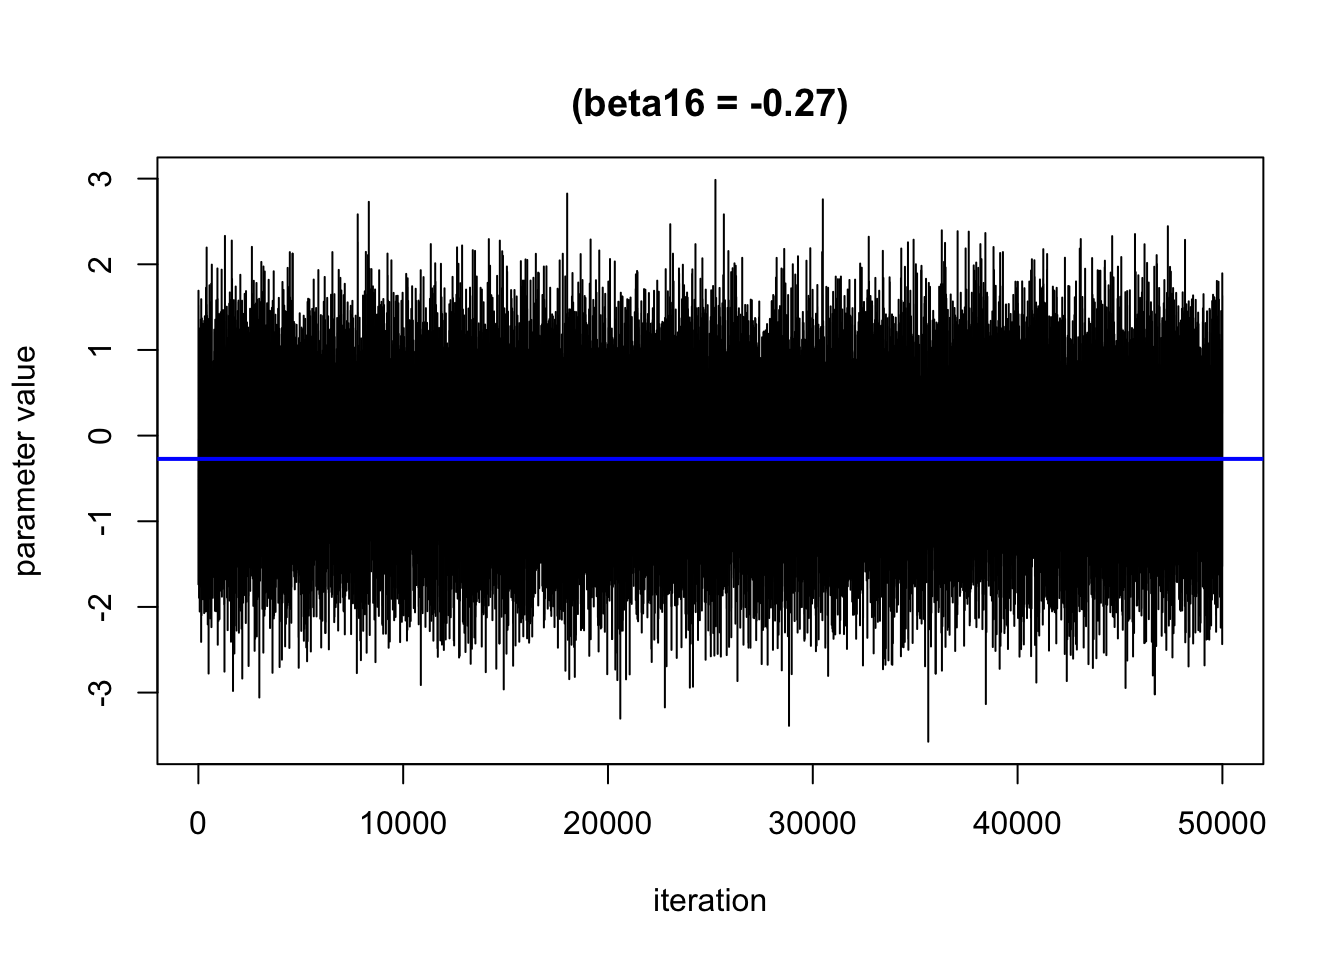 (beta16 = -0.27)
parameter value
3
2
1
0
-1
-2
-3
0 10000 20000 30000 40000 50000
iteration